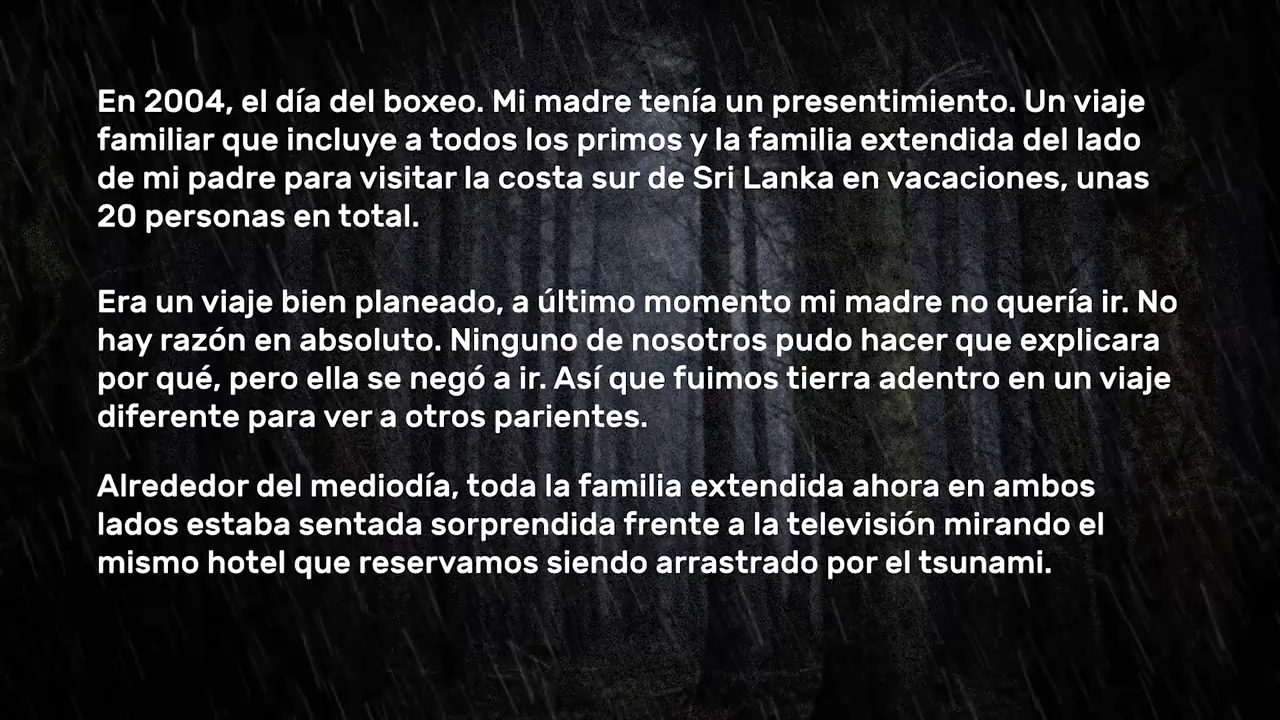 En 2004, el día del boxeo. Mi madre tenía un presentimiento. Un viaje
familiar que incluye a todos los primos y la familia extendida del lado
de mi padre para visitar la costa sur de Sri Lanka en vacaciones, unas
20 personas en total.
Era un viaje bien planeado, a último momento mi madre no quería ir. No
hay razón en absoluto. Ninguno de nosotros pudo hacer que explicara
por qué, pero ella se negó a ir. Así que fuimos tierra adentro en un viaje
diferente para ver a otros parientes.
Alrededor del mediodía, toda la familia extendida ahora en ambos
lados estaba sentada sorprendida frente a la televisión mirando el
mismo hotel que reservamos siendo arrastrado por el tsunami.